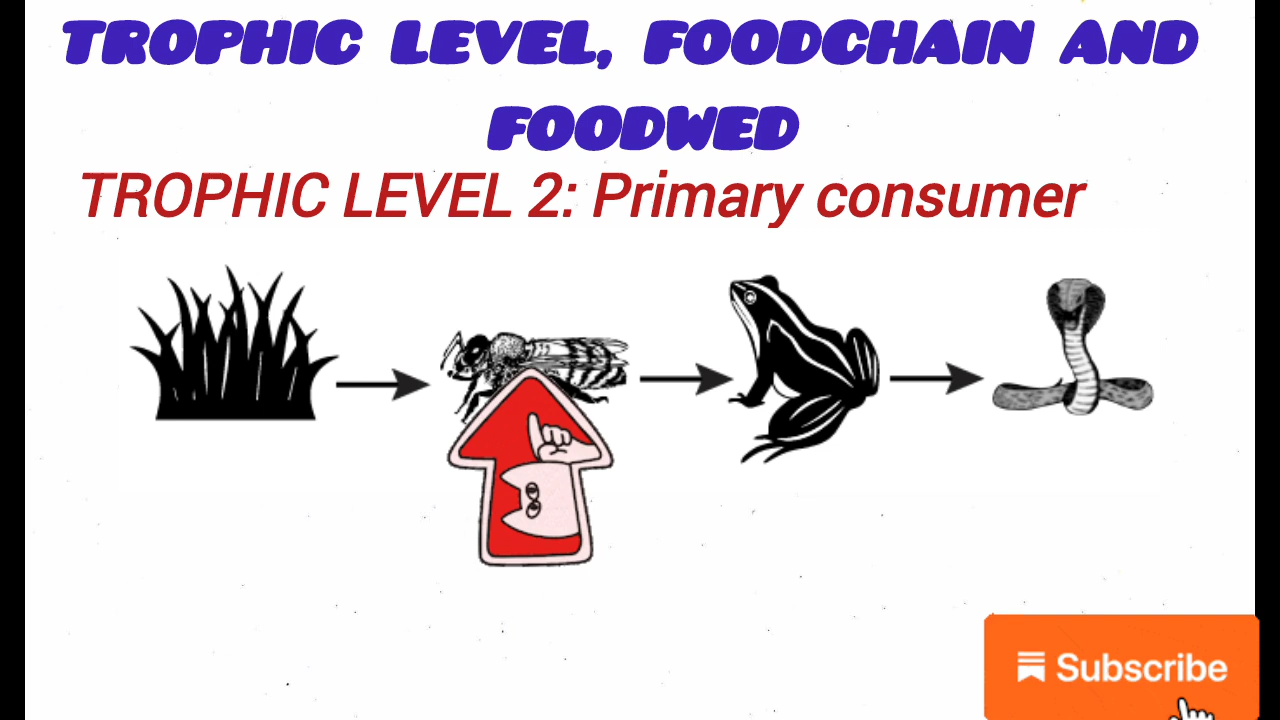 TROPHIC LEVEL, FOODCHAIN AND
FOODWED
TROPHIC LEVEL 2: Primary consumer
Subscribe